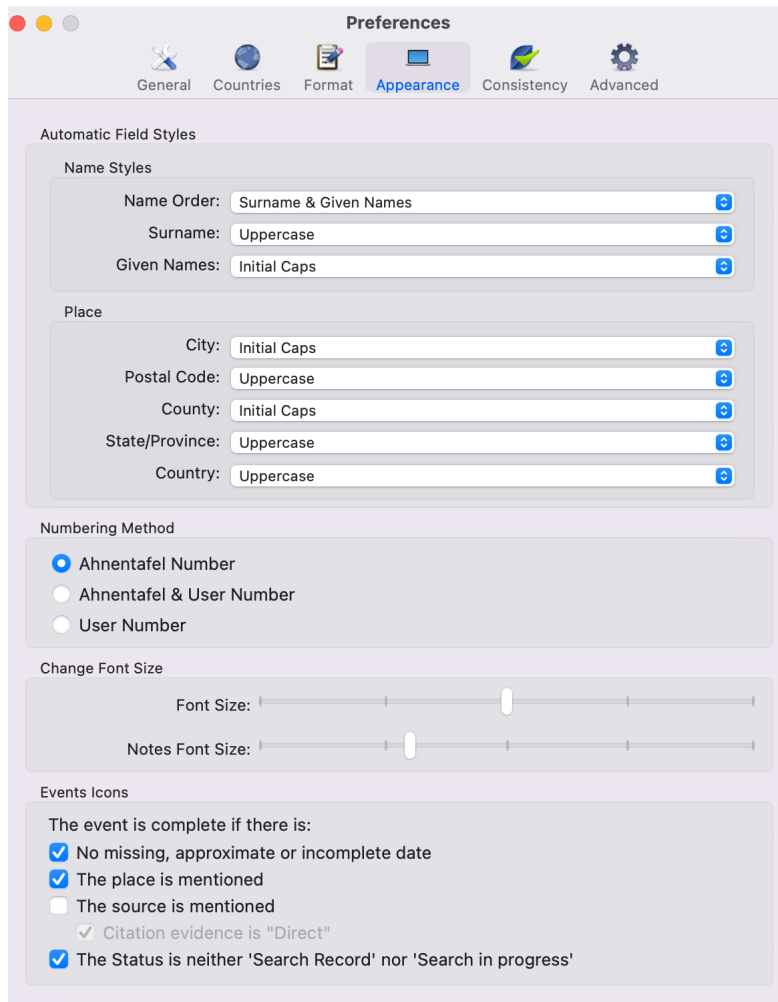 Preferences
General Countries Format Appearance Consistency Advanced
Automatic Field Styles
Name Styles
Name Order: Surname & Given Names
Surname: Uppercase
Given Names: Initial Caps
Place
City: Initial Caps
Postal Code: Uppercase
County: Initial Caps
State/Province: Uppercase
Country: Uppercase
Numbering Method
Ahnentafel Number
Ahnentafel & User Number
User Number
Change Font Size
Font Size:
Notes Font Size:
Events Icons
The event is complete if there is:
No missing, approximate or incomplete date
The place is mentioned
The source is mentioned
Citation evidence is "Direct"
The Status is neither 'Search Record' nor 'Search in progress'